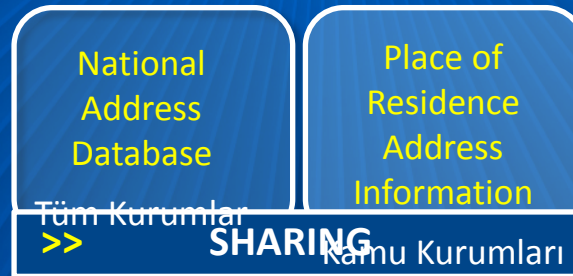 National
Address
Database
Place of
Residence
Address
Information
Tüm Kurumlar
>> SHARING
Kamu Kurumları